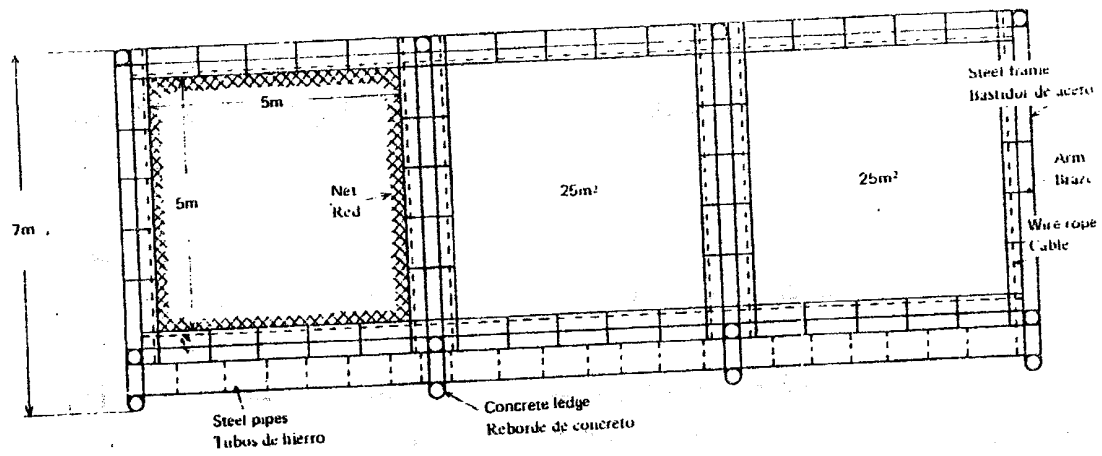 Steel frame
Bastidor de acero
5m
Arm
Brazo
Net
Red
5m
25m²
25m²
7m
Wire rope
Cable
Concrete ledge
Reborde de concreto
Steel pipes
Tubos de hierro